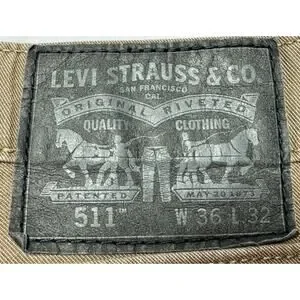 LEVI STRAUSS & CO.
SAN FRANCISCO
CAL.
ORIGINAL RIVETED
QUALITY CLOTHING
PATENTED MAY 20 1873
511™ W 36 L 32